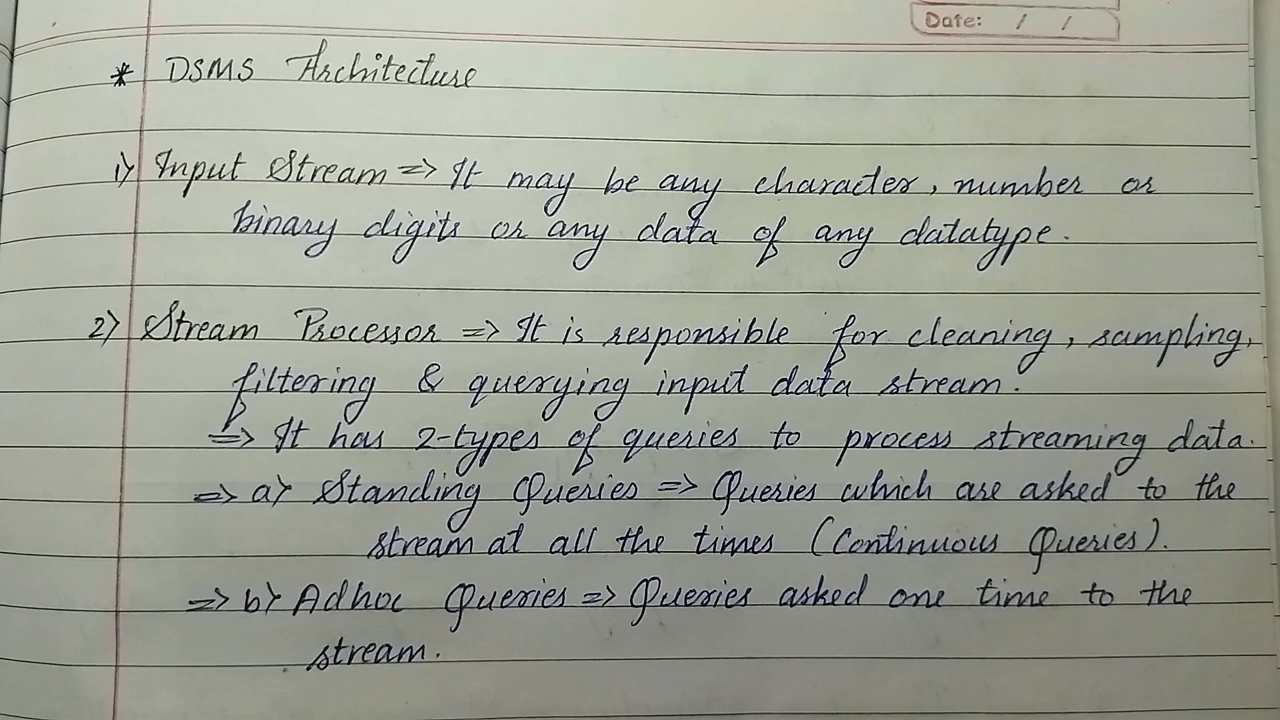 Date: / /
* DSMS Architecture
1) Input Stream => It may be any character, number or
binary digits or any data of any datatype.
2) Stream Processor => It is responsible for cleaning, sampling,
filtering & querying input data stream.
=> It has 2-types of queries to process streaming data.
=> a) Standing Queries => Queries which are asked to the
stream at all the times (Continuous Queries).
=> b) Adhoc Queries => Queries asked one time to the
stream.